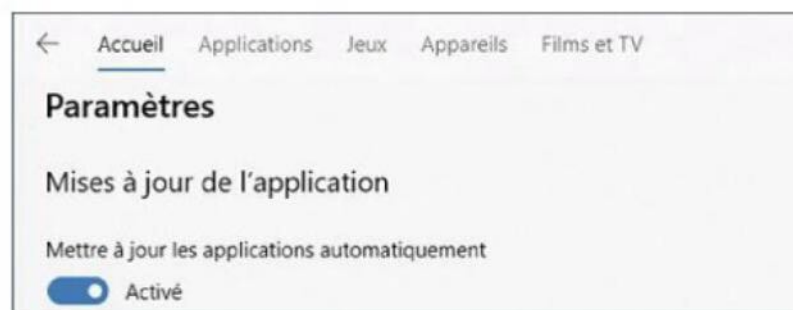 Accueil Applications Jeux Appareils Films et TV
Paramètres
Mises à jour de l'application
Mettre à jour les applications automatiquement
Activé